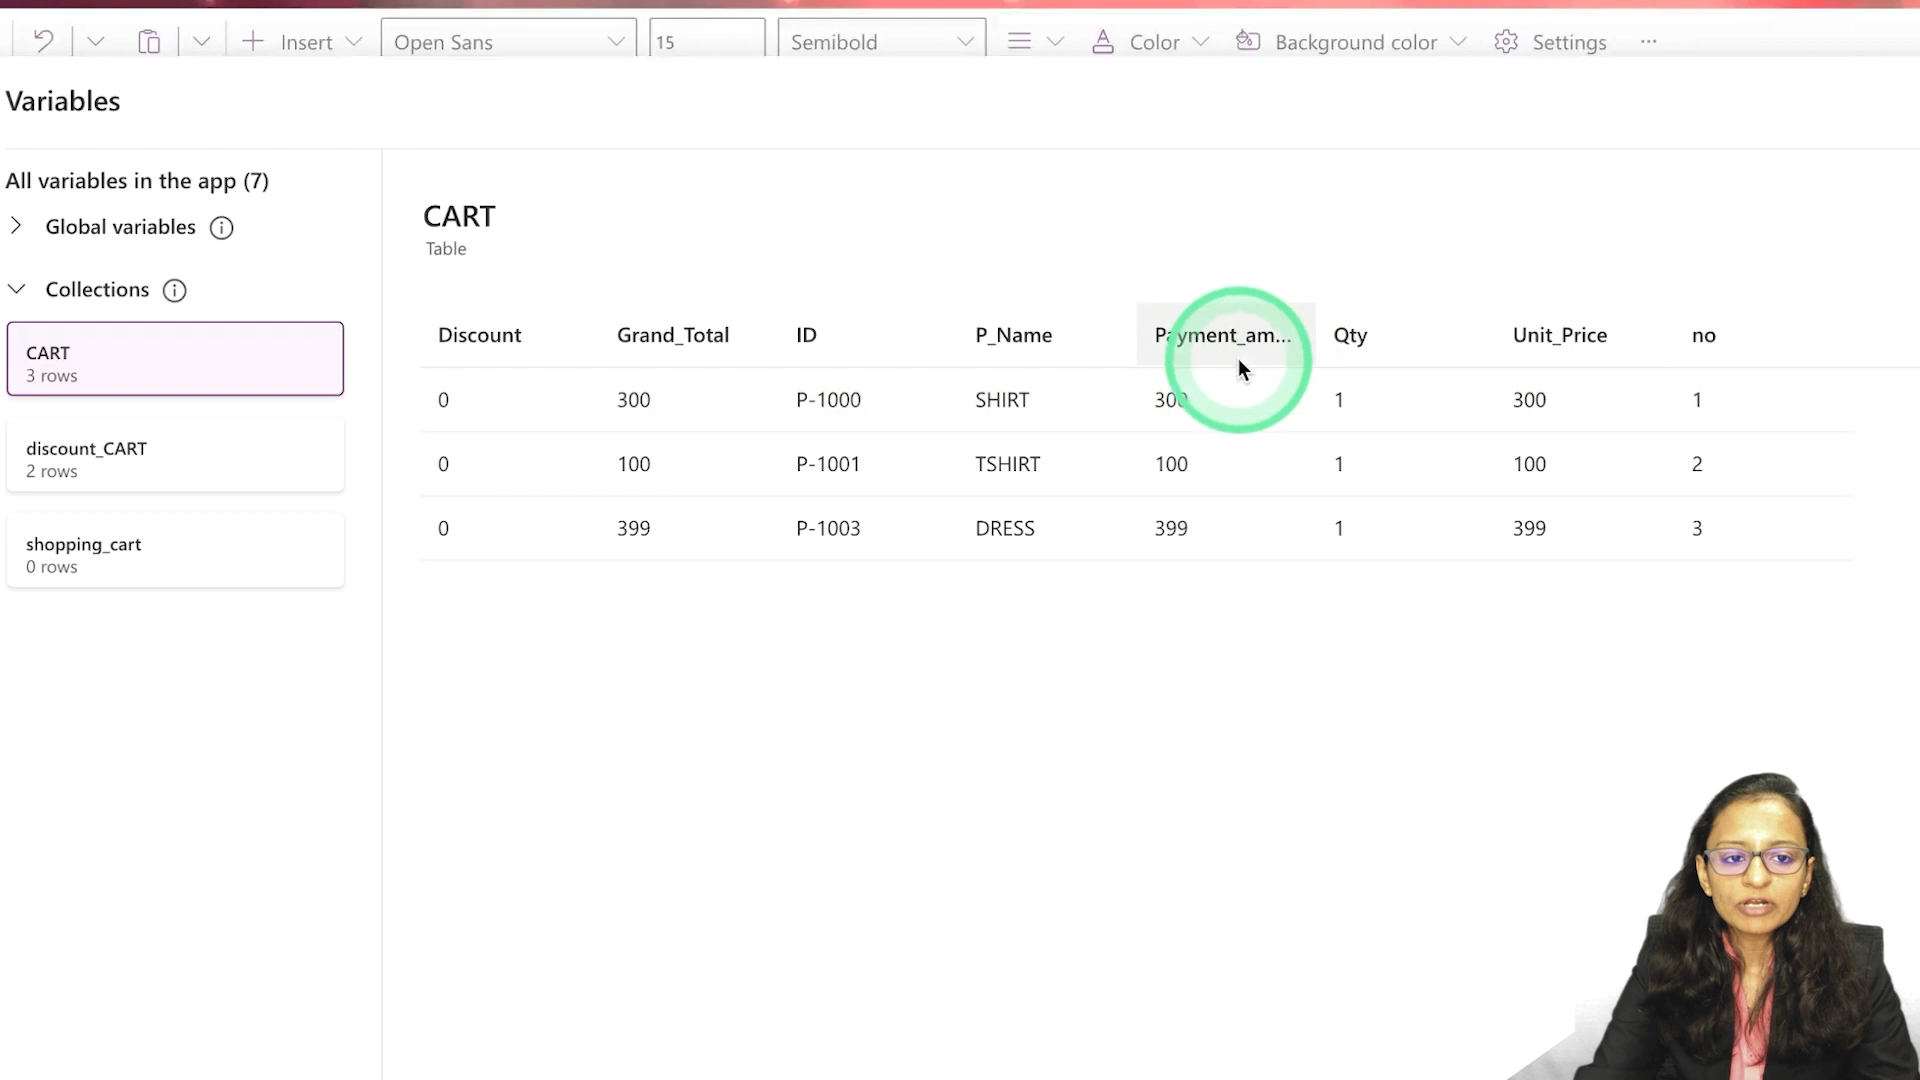 Insert Open Sans 15 Semibold Color Background color Settings ...
Variables
All variables in the app (7)
Global variables
Collections
CART
3 rows
discount_CART
2 rows
shopping_cart
0 rows
CART
Table
Discount Grand_Total ID P_Name Payment_am... Qty Unit_Price no
0 300 P-1000 SHIRT 300 1 300 1
0 100 P-1001 TSHIRT 100 1 100 2
0 399 P-1003 DRESS 399 1 399 3